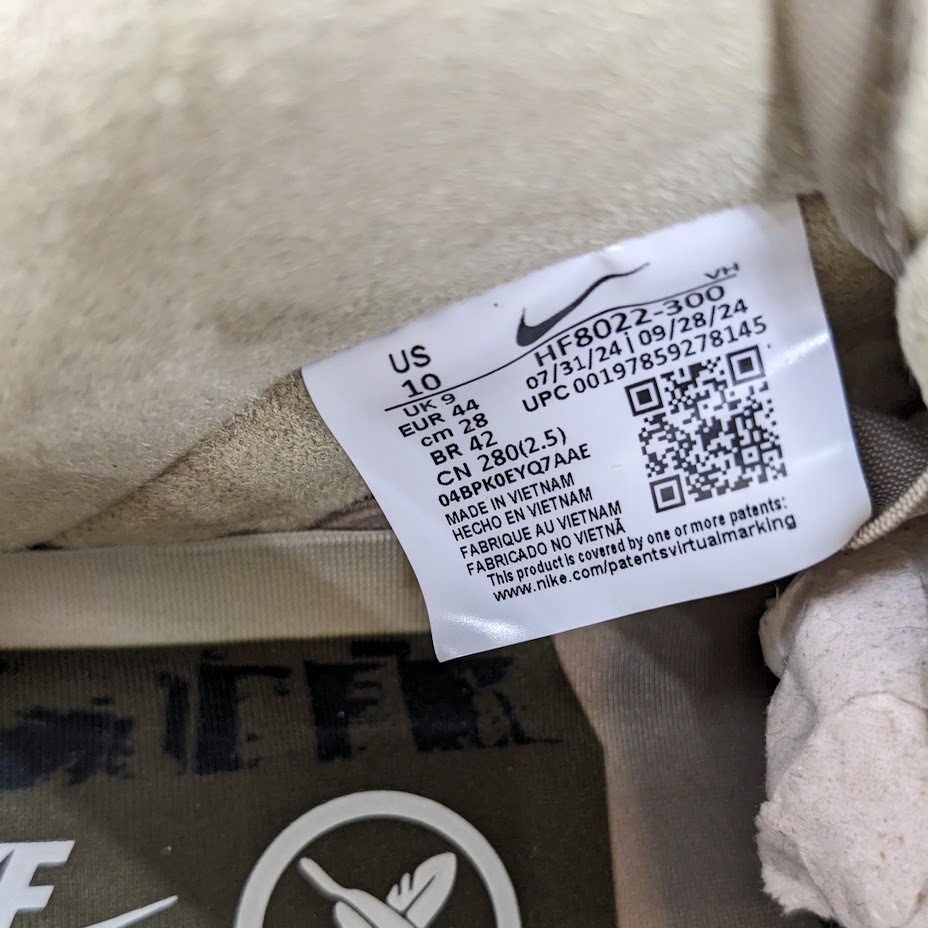 VH
US
10
HF8022-300
07/31/24 | 09/28/24
UPC 00197859278145
UK 9
EUR 44
cm 28
BR 42
CN 280(2.5)
04BPK0EYQ7AAE
MADE IN VIETNAM
HECHO EN VIETNAM
FABRIQUE AU VIETNAM
FABRICADO NO VIETNÃ
This product is covered by one or more patents:
www.nike.com/patentsvirtualmarking